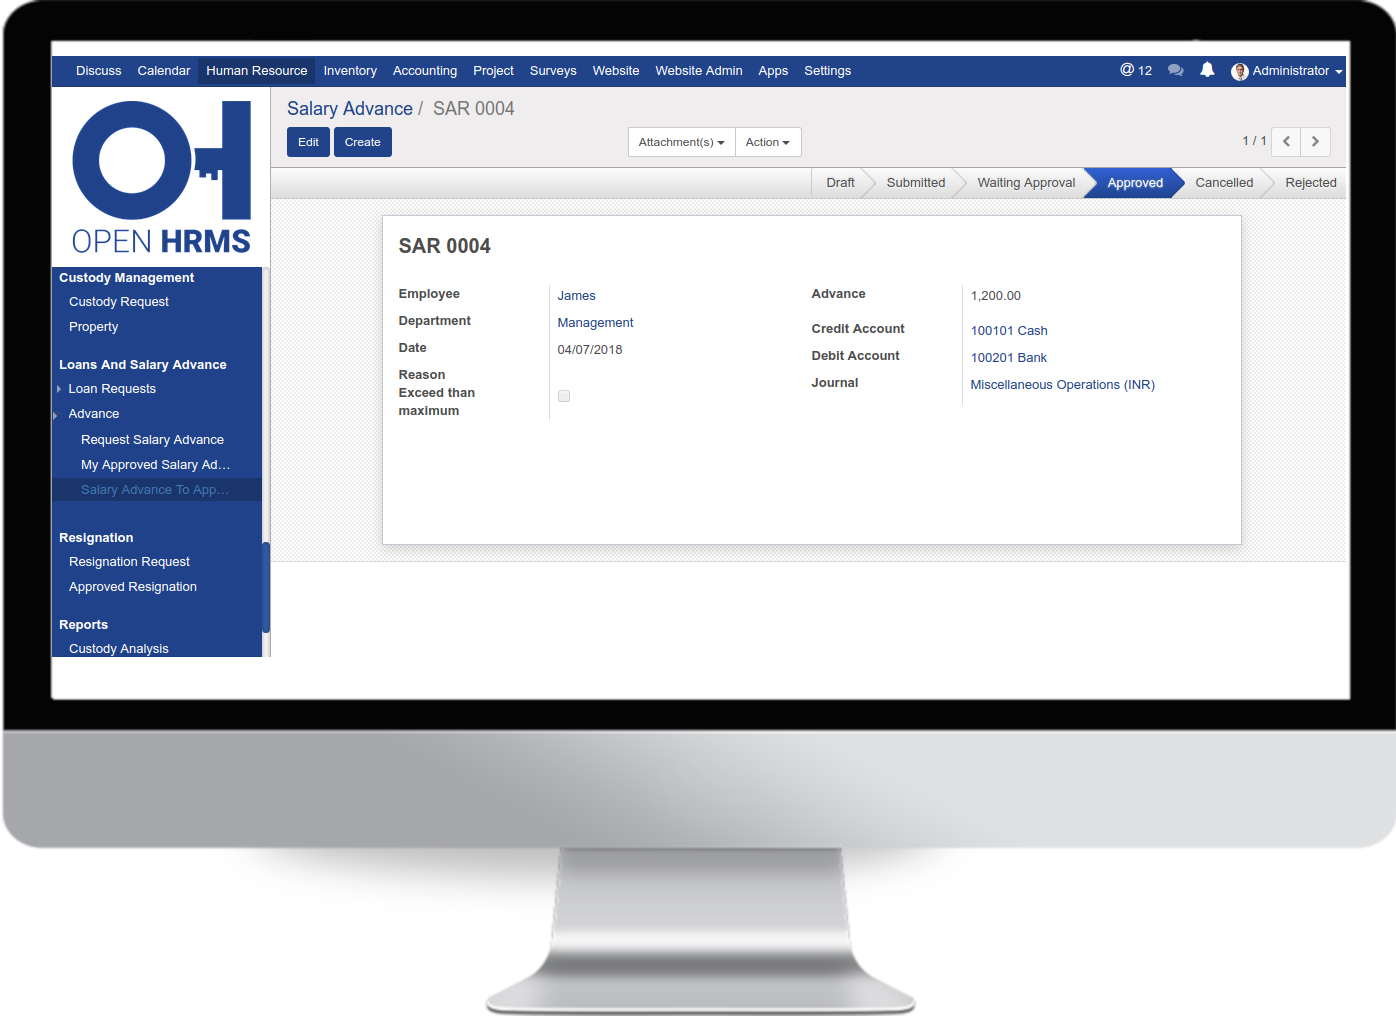 Discuss Calendar Human Resource Inventory Accounting Project Surveys Website Website Admin Apps Settings @ 12 Administrator
OPEN HRMS
Salary Advance / SAR 0004
Edit Create Attachment(s) Action 1 / 1
Draft Submitted Waiting Approval Approved Cancelled Rejected
Custody Management
Custody Request
Property
Loans And Salary Advance
Loan Requests
Advance
Request Salary Advance
My Approved Salary Ad...
Salary Advance To App...
Resignation
Resignation Request
Approved Resignation
Reports
Custody Analysis
SAR 0004
Employee James
Department Management
Date 04/07/2018
Reason
Exceed than
maximum
Advance 1,200.00
Credit Account 100101 Cash
Debit Account 100201 Bank
Journal Miscellaneous Operations (INR)